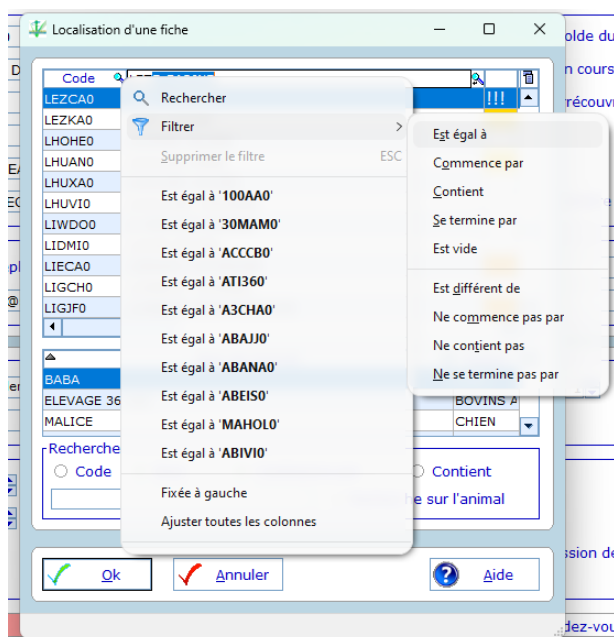 Localisation d'une fiche
olde du
n cours
récouv
Code
LEZCA0
LEZKA0
LHOHE0
LHUAN0
LHUXA0
LHUVI0
LIWDO0
LIDMI0
LIECA0
LIGCH0
LIGJF0
!!!
Rechercher
Filtrer
Supprimer le filtre ESC
Est égal à '100AA0'
Est égal à '30MAM0'
Est égal à 'ACCCB0'
Est égal à 'ATI360'
Est égal à 'A3CHA0'
Est égal à 'ABAJJ0'
Est égal à 'ABANA0'
Est égal à 'ABEIS0'
Est égal à 'MAHOL0'
Est égal à 'ABIVI0'
Fixée à gauche
Ajuster toutes les colonnes
Est égal à
Commence par
Contient
Se termine par
Est vide
Est différent de
Ne commence pas par
Ne contient pas
Ne se termine pas par
BABA
ELEVAGE 36 BOVINS A
MALICE CHIEN
Recherche
Code Contient
e sur l'animal
Ok Annuler Aide
ssion de
dez-vou